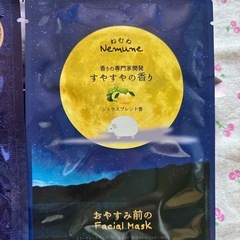 ねむね
Nemune
香りの専門家開発
すやすやの香り
シトラスブレンド香
おやすみ前の
Facial Mask